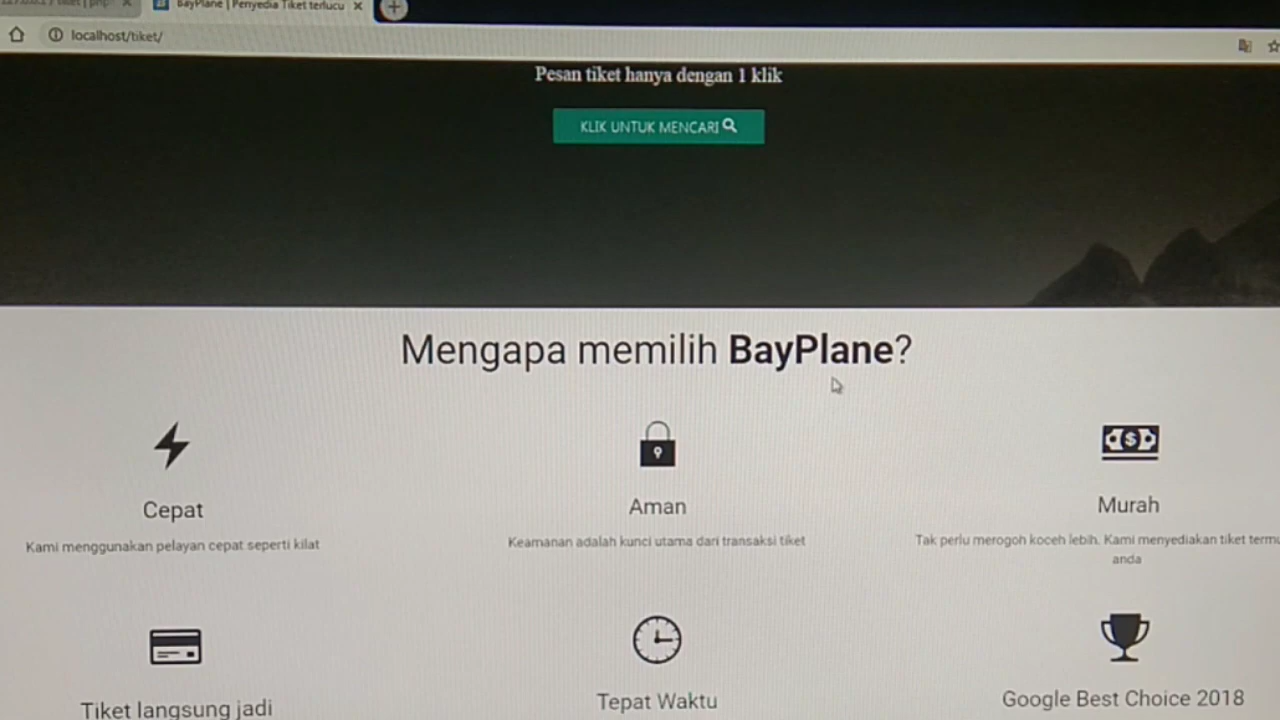 BayPlane | Penyedia Tiket terlucu
localhost/tiket/
Pesan tiket hanya dengan 1 klik
KLIK UNTUK MENCARI
Mengapa memilih BayPlane?
Cepat
Kami menggunakan pelayan cepat seperti kilat
Aman
Keamanan adalah kunci utama dari transaksi tiket
Murah
Tak perlu merogoh koceh lebih. Kami menyediakan tiket
anda
Tiket langsung jadi
Tepat Waktu
Google Best Choice 2018